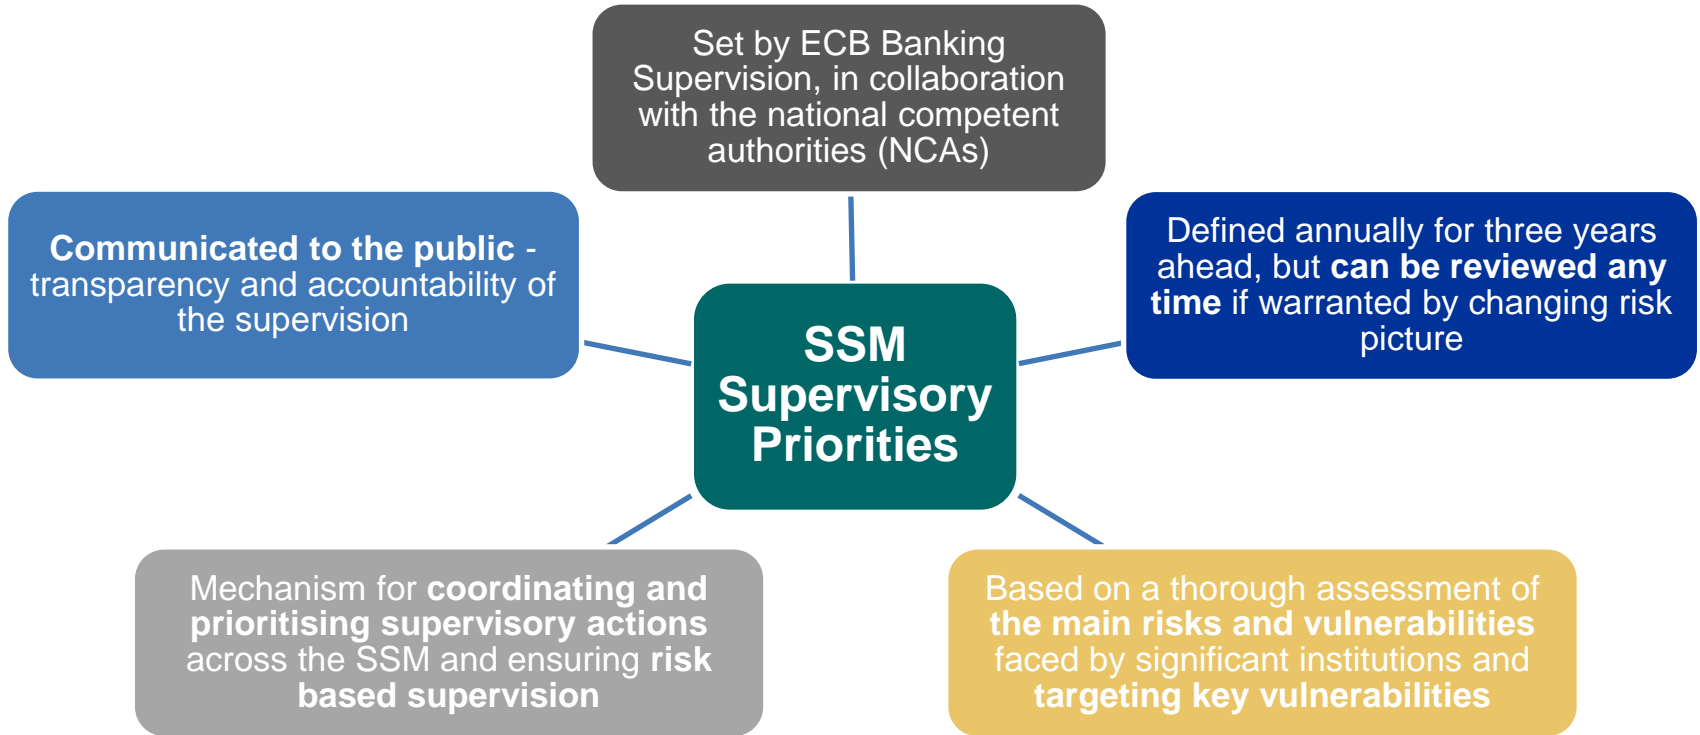 Set by ECB Banking
Supervision, in collaboration
with the national competent
authorities (NCAs)
Communicated to the public -
transparency and accountability of
the supervision
Defined annually for three years
ahead, but can be reviewed any
time if warranted by changing risk
picture
SSM
Supervisory
Priorities
Mechanism for coordinating and
prioritising supervisory actions
across the SSM and ensuring risk
based supervision
Based on a thorough assessment of
the main risks and vulnerabilities
faced by significant institutions and
targeting key vulnerabilities